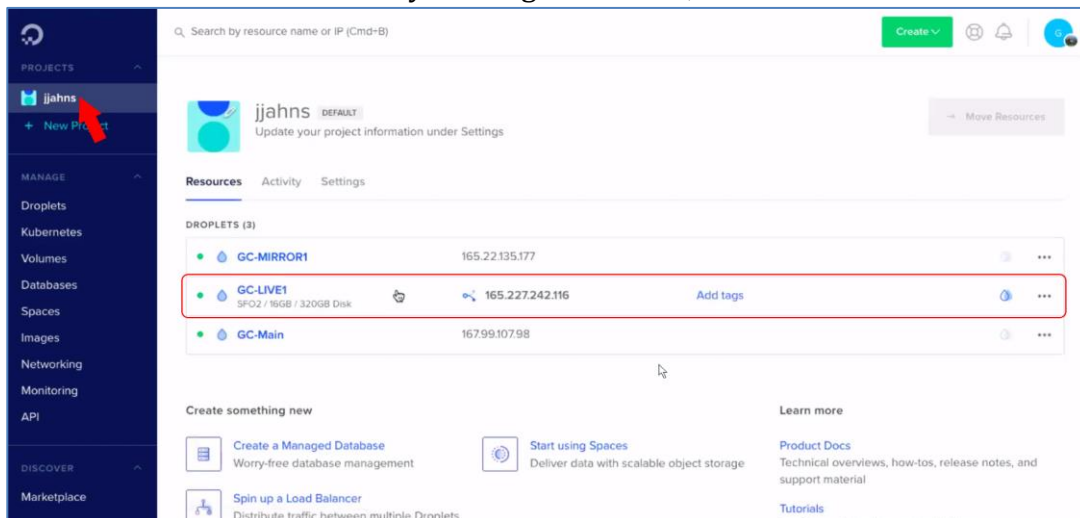 Search by resource name or IP (Cmd+B)
Create
G
PROJECTS
jjahns
+ New Project
MANAGE
Droplets
Kubernetes
Volumes
Databases
Spaces
Images
Networking
Monitoring
API
DISCOVER
Marketplace
jjahns DEFAULT
Update your project information under Settings
→ Move Resources
Resources Activity Settings
DROPLETS (3)
GC-MIRROR1 165.22.135.177
GC-LIVE1 165.227.242.116 Add tags
SFO2 / 16GB / 320GB Disk
GC-Main 167.99.107.98
Create something new
Create a Managed Database
Worry-free database management
Start using Spaces
Deliver data with scalable object storage
Spin up a Load Balancer
Distribute traffic between multiple Droplets
Learn more
Product Docs
Technical overviews, how-tos, release notes, and
support material
Tutorials